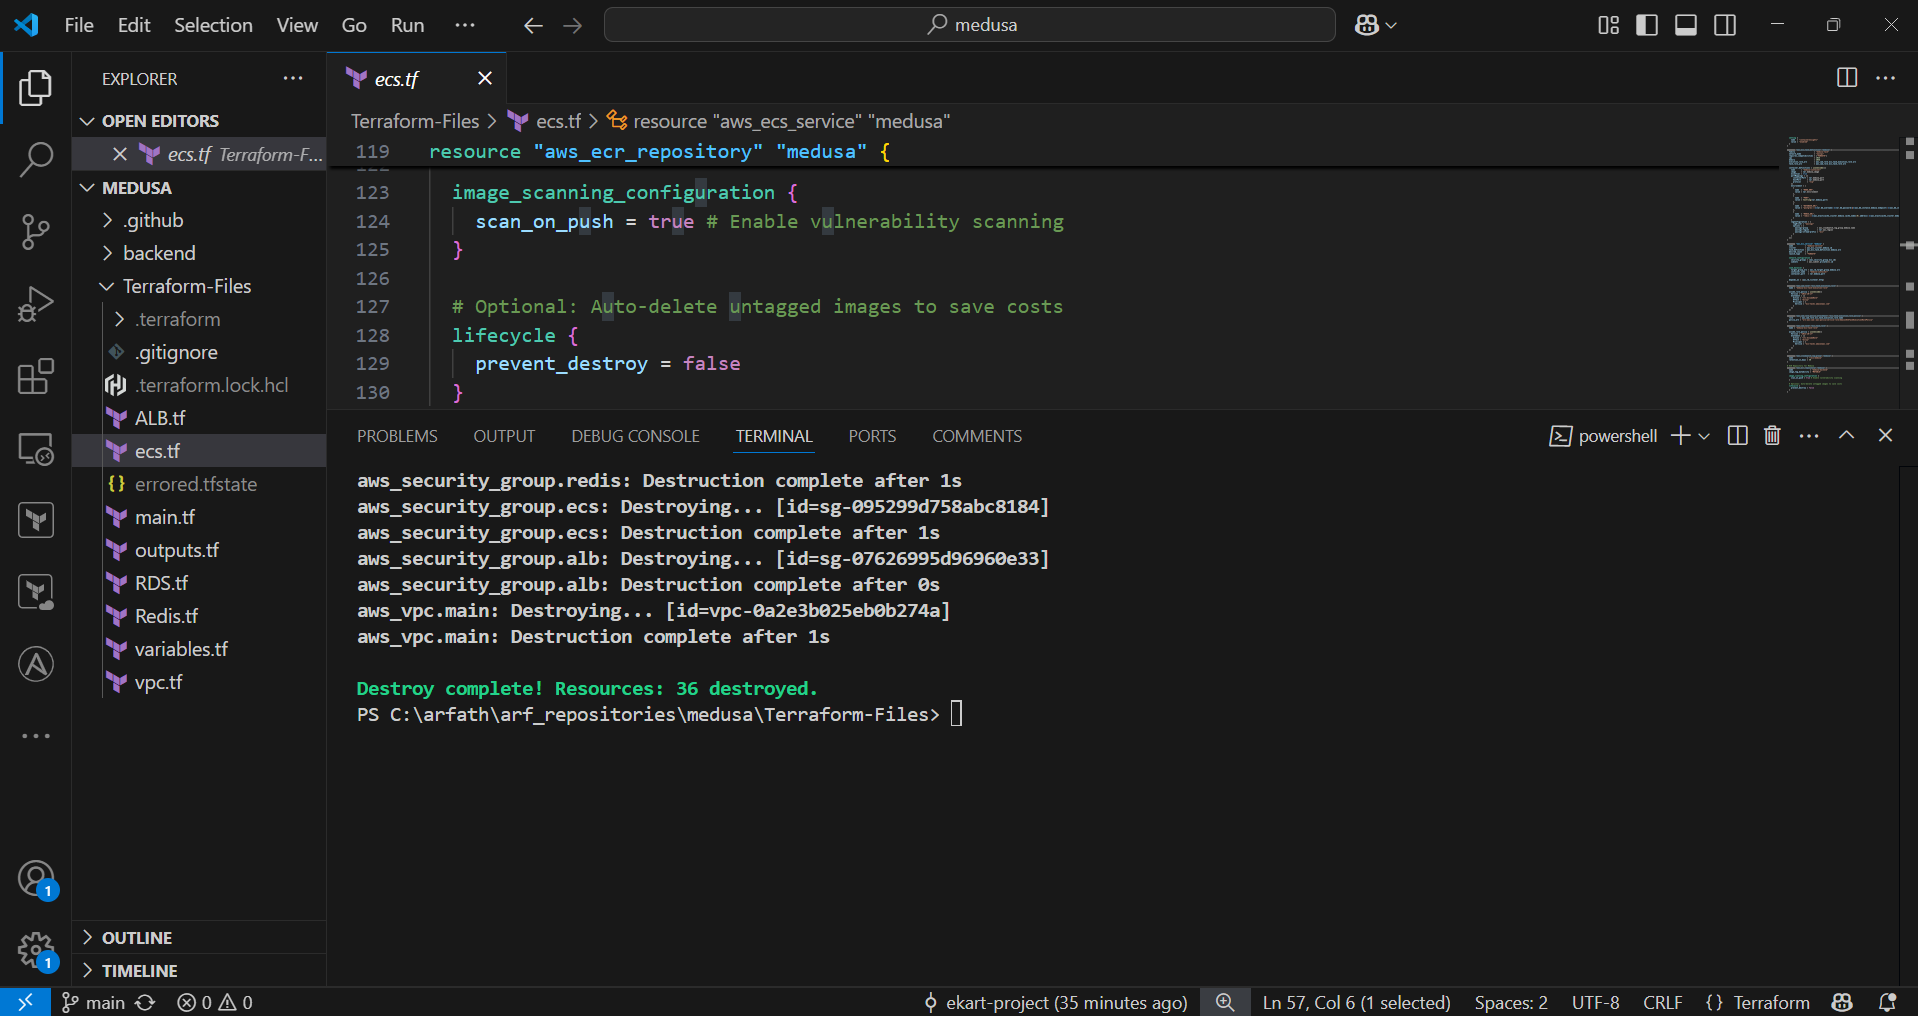 File Edit Selection View Go Run ··· medusa
EXPLORER ···
OPEN EDITORS
ecs.tf Terraform-F...
MEDUSA
.github
backend
Terraform-Files
.terraform
.gitignore
.terraform.lock.hcl
ALB.tf
ecs.tf
{} errored.tfstate
main.tf
outputs.tf
RDS.tf
Redis.tf
variables.tf
vpc.tf
OUTLINE
TIMELINE
1
1
ecs.tf
Terraform-Files > ecs.tf > resource "aws_ecs_service" "medusa"
119 resource "aws_ecr_repository" "medusa" {
123 image_scanning_configuration {
124 scan_on_push = true # Enable vulnerability scanning
125 }
126
127 # Optional: Auto-delete untagged images to save costs
128 lifecycle {
129 prevent_destroy = false
130 }
PROBLEMS OUTPUT DEBUG CONSOLE TERMINAL PORTS COMMENTS powershell
aws_security_group.redis: Destruction complete after 1s
aws_security_group.ecs: Destroying... [id=sg-095299d758abc8184]
aws_security_group.ecs: Destruction complete after 1s
aws_security_group.alb: Destroying... [id=sg-07626995d96960e33]
aws_security_group.alb: Destruction complete after 0s
aws_vpc.main: Destroying... [id=vpc-0a2e3b025eb0b274a]
aws_vpc.main: Destruction complete after 1s
Destroy complete! Resources: 36 destroyed.
PS C:\arfath\arf_repositories\medusa\Terraform-Files>
main 0 0 ekart-project (35 minutes ago) Ln 57, Col 6 (1 selected) Spaces: 2 UTF-8 CRLF {} Terraform